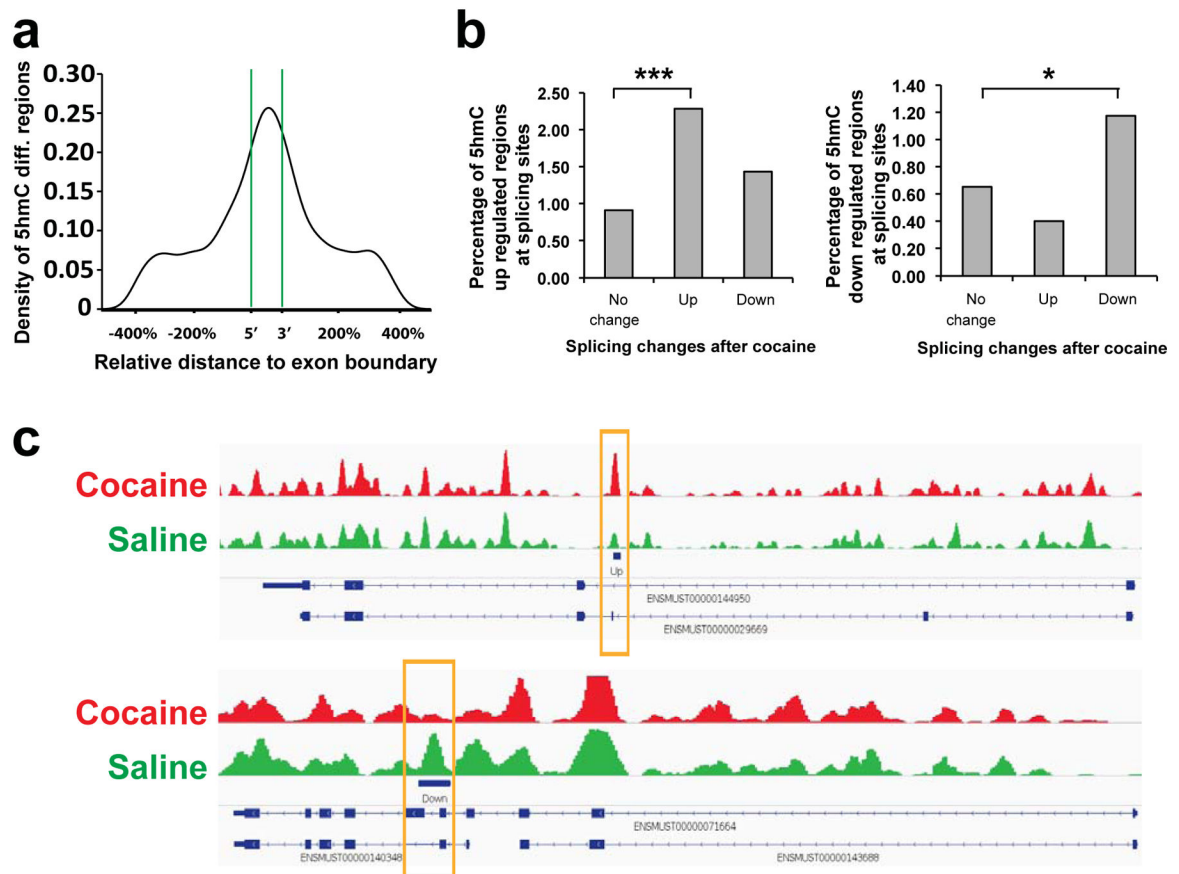 a
Density of 5hmC diff. regions
0.30
0.25
0.20
0.15
0.10
0.05
0
-400%
-200%
5’
3’
200%
400%
Relative distance to exon boundary
b
Percentage of 5hmC
up regulated regions
at splicing sites
2.50
2.00
1.50
1.00
0.50
0.00
***
No
change
Up
Down
Splicing changes after cocaine
Percentage of 5hmC
down regulated regions
at splicing sites
1.40
1.20
1.00
0.80
0.60
0.40
0.20
0.00
*
No
change
Up
Down
Splicing changes after cocaine
c
Cocaine
Saline
Up
ENSMUST00000144950
ENSMUST00000029669
Cocaine
Saline
Down
ENSMUST00000071664
ENSMUST00000140348
ENSMUST00000143688